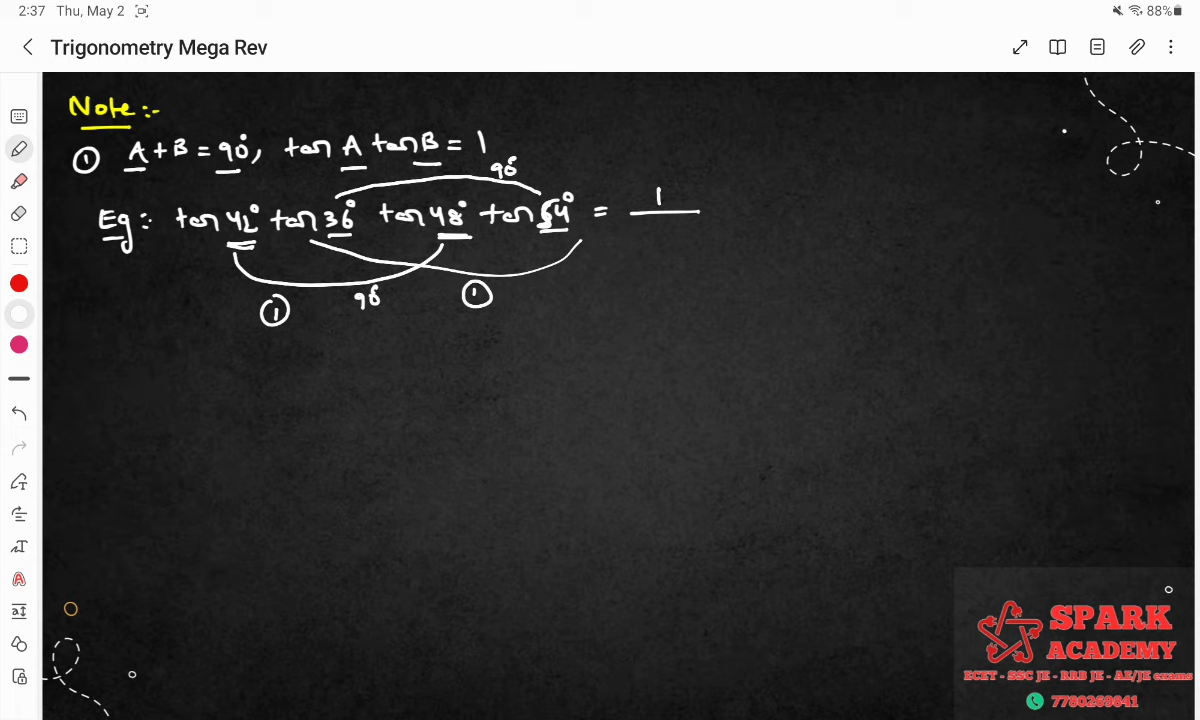 2:37 Thu, May 2
88%
Trigonometry Mega Rev
Note :-
① A + B = 90°, tan A tan B = 1
90°
Eg :- tan 42° tan 36° tan 48° tan 54° = 1
① 90° ①
SPARK
ACADEMY
ECET - SSC JE - RRB JE - AE/JE exams
7780269841